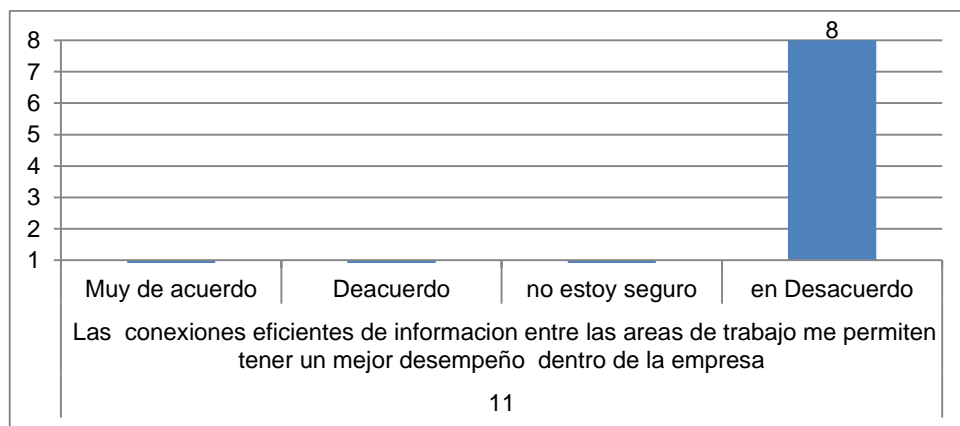 8
8
7
6
5
4
3
2
1
Muy de acuerdo
Deacuerdo
no estoy seguro
en Desacuerdo
Las conexiones eficientes de informacion entre las areas de trabajo me permiten
tener un mejor desempeño dentro de la empresa
11